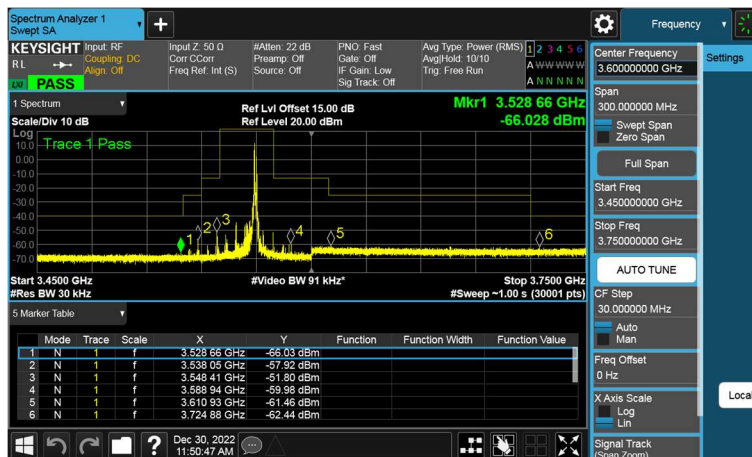 Spectrum Analyzer 1
Swept SA
+
Frequency
KEYSIGHT
Input: RF
Coupling: DC
Align: Off
Input Z: 50 Ω
Corr CCorr
Freq Ref: Int (S)
#Atten: 22 dB
Preamp: Off
Source: Off
PNO: Fast
Gate: Off
IF Gain: Low
Sig Track: Off
Avg Type: Power (RMS)
Avg|Hold: 10/10
Trig: Free Run
1 2 3 4 5 6
A W W W W W
A N N N N N
R L
LXI
PASS
1 Spectrum
Scale/Div 10 dB
Ref Lvl Offset 15.00 dB
Ref Level 20.00 dBm
Mkr1 3.528 66 GHz
-66.028 dBm
Log
Trace 1 Pass
10.0
0.00
-10.0
-20.0
-30.0
-40.0
-50.0
-60.0
-70.0
1
2
3
4
5
6
Start 3.4500 GHz
#Res BW 30 kHz
#Video BW 91 kHz*
Stop 3.7500 GHz
#Sweep ~1.00 s (30001 pts)
5 Marker Table
Mode Trace Scale X Y Function Function Width Function Value
1 N 1 f 3.528 66 GHz -66.03 dBm
2 N 1 f 3.538 05 GHz -57.92 dBm
3 N 1 f 3.548 41 GHz -51.80 dBm
4 N 1 f 3.588 94 GHz -59.98 dBm
5 N 1 f 3.610 93 GHz -61.46 dBm
6 N 1 f 3.724 88 GHz -62.44 dBm
?
Dec 30, 2022
11:50:47 AM
Center Frequency
3.600000000 GHz
Settings
Span
300.000000 MHz
Swept Span
Zero Span
Full Span
Start Freq
3.450000000 GHz
Stop Freq
3.750000000 GHz
AUTO TUNE
CF Step
30.000000 MHz
Auto
Man
Freq Offset
0 Hz
X Axis Scale
Log
Lin
Local
Signal Track
(Span Zoom)